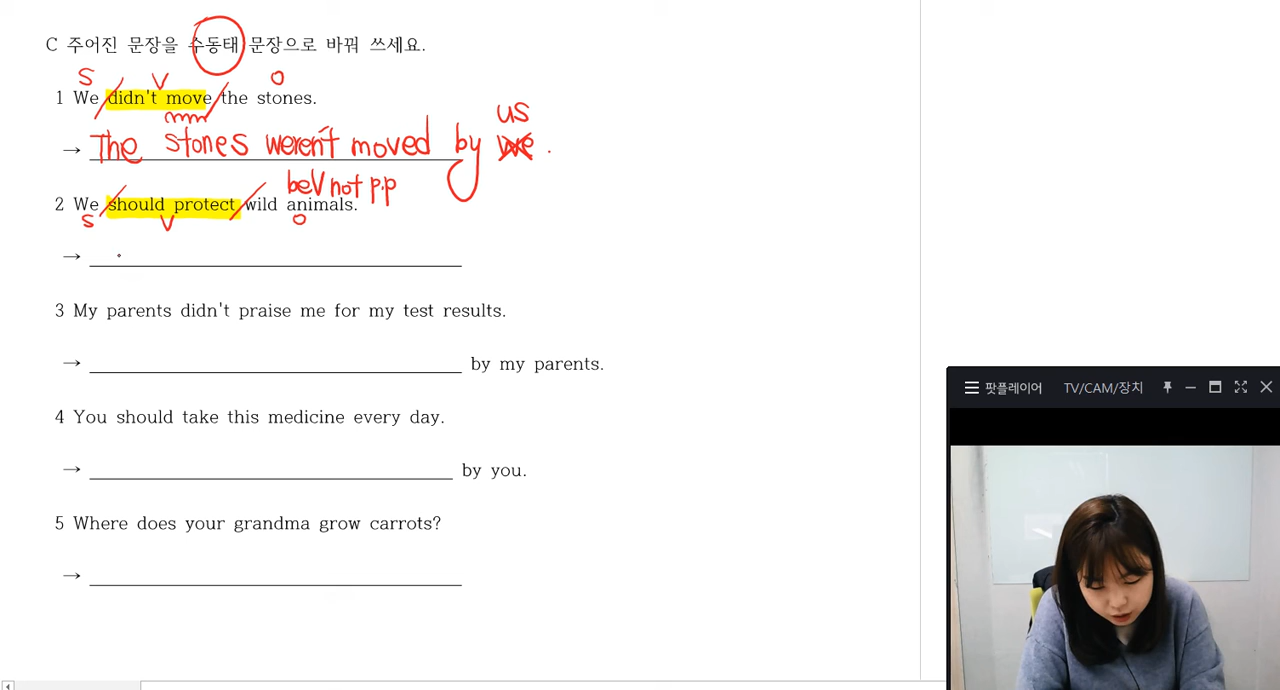 C 주어진 문장을 수동태 문장으로 바꿔 쓰세요.
S V O
1 We didn't move the stones.
us
→ The stones weren't moved by we .
beV not p.p
2 We should protect wild animals.
S V O
→
3 My parents didn't praise me for my test results.
→ by my parents.
팟플레이어 TV/CAM/장치
4 You should take this medicine every day.
→ by you.
5 Where does your grandma grow carrots?
→